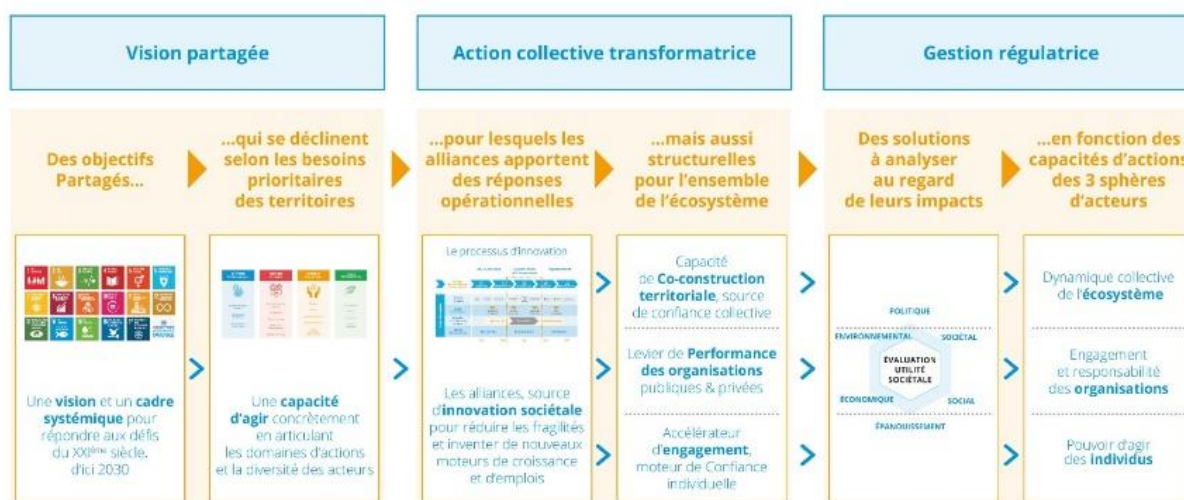 Vision partagée
Action collective transformatrice
Gestion régulatrice
Des objectifs
Partagés...
...qui se déclinent
selon les besoins
prioritaires
des territoires
...pour lesquels les
alliances apportent
des réponses
opérationnelles
...mais aussi
structurelles
pour l'ensemble
de l'écosystème
Des solutions
à analyser
au regard
de leurs impacts
...en fonction des
capacités d'actions
des 3 sphères
d'acteurs
Une vision et un cadre
systémique pour
répondre aux défis
du XXIème siècle,
d'ici 2030
Une capacité
d'agir concrètement
en articulant
les domaines d'actions
et la diversité des acteurs
Le processus d'innovation
Les alliances, source
d'innovation sociétale
pour réduire les fragilités
et inventer de nouveaux
moteurs de croissance
et d'emplois
Capacité
de Co-construction
territoriale, source
de confiance collective
Levier de Performance
des organisations
publiques & privées
Accélérateur
d'engagement,
moteur de Confiance
individuelle
POLITIQUE
ENVIRONNEMENTAL
SOCIÉTAL
ÉVALUATION
UTILITÉ
SOCIÉTALE
ÉCONOMIQUE
SOCIAL
ÉPANOUISSEMENT
Dynamique collective
de l'écosystème
Engagement
et responsabilité
des organisations
Pouvoir d'agir
des individus